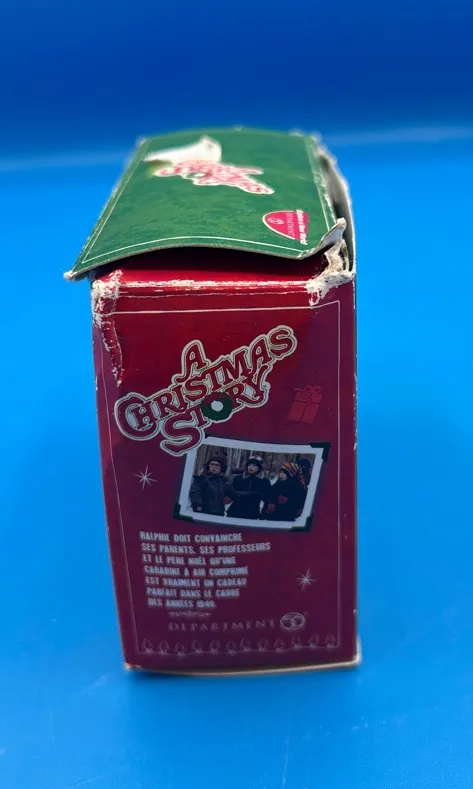 A
CHRISTMAS
STORY
RALPHIE DOIT CONVAINCRE
SES PARENTS, SES PROFESSEURS
ET LE PÈRE NOËL QU'UNE
CARABINE À AIR COMPRIMÉ
EST VRAIMENT UN CADEAU
PARFAIT DANS LE CADRE
DES ANNÉES 1940.
DEPARTMENT 56